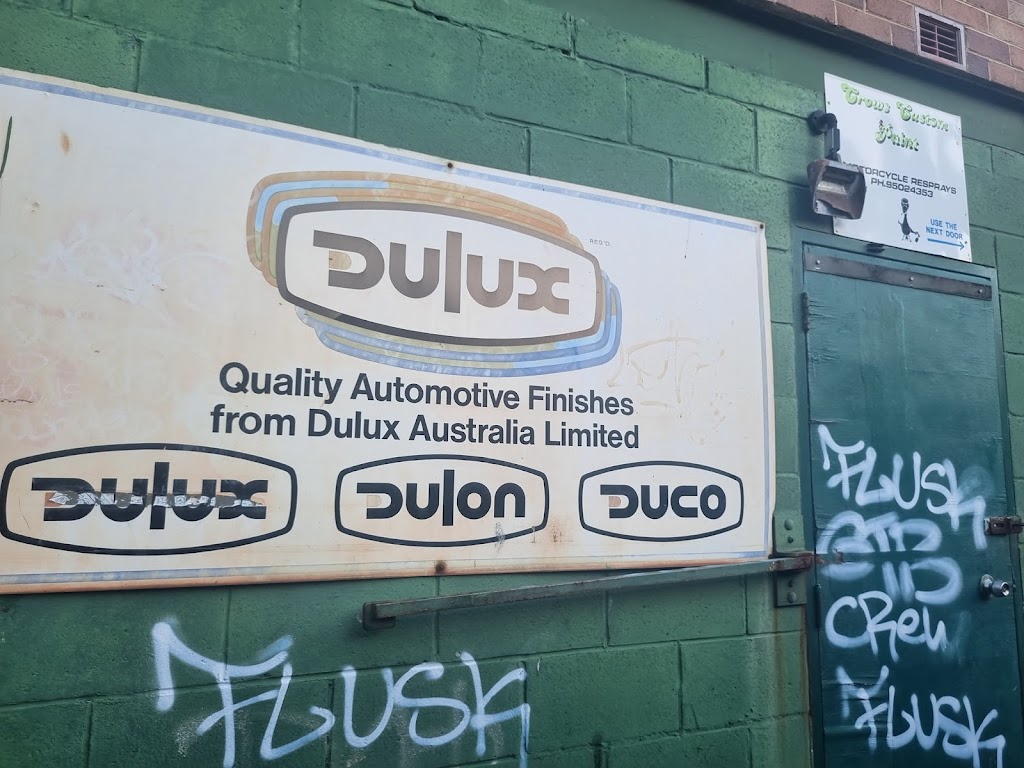 DULUX
REG'D.
Quality Automotive Finishes
from Dulux Australia Limited
DULUX
DULON
DUCO
Crows Custom
Paint
MOTORCYCLE RESPRAYS
PH.95024353
USE THE
NEXT DOOR
FLUSK
FLUSK
CREW
FLUSK